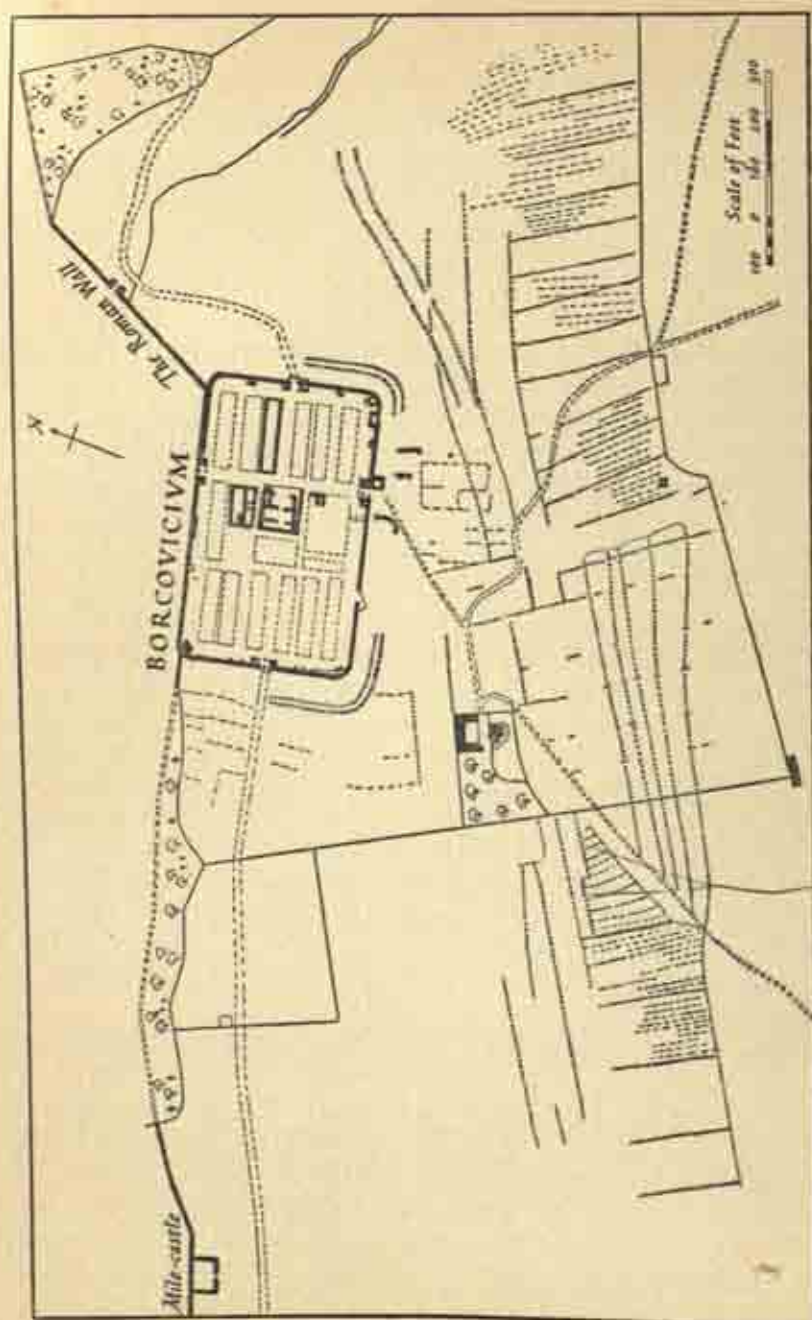 Mile-castle
BORCOVICIVM
The Roman Wall
N
Scale of Feet
100 0 100 200 300